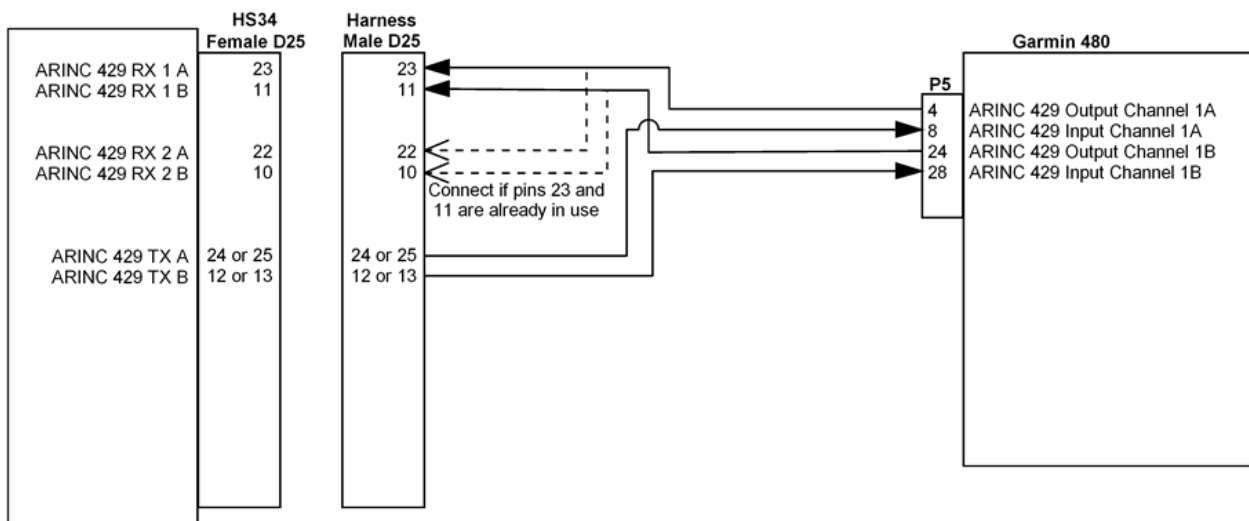 HS34
Female D25
Harness
Male D25
Garmin 480
P5
ARINC 429 RX 1 A 23
ARINC 429 RX 1 B 11
ARINC 429 RX 2 A 22
ARINC 429 RX 2 B 10
ARINC 429 TX A 24 or 25
ARINC 429 TX B 12 or 13
23
11
22
10
Connect if pins 23 and
11 are already in use
24 or 25
12 or 13
4 ARINC 429 Output Channel 1A
8 ARINC 429 Input Channel 1A
24 ARINC 429 Output Channel 1B
28 ARINC 429 Input Channel 1B